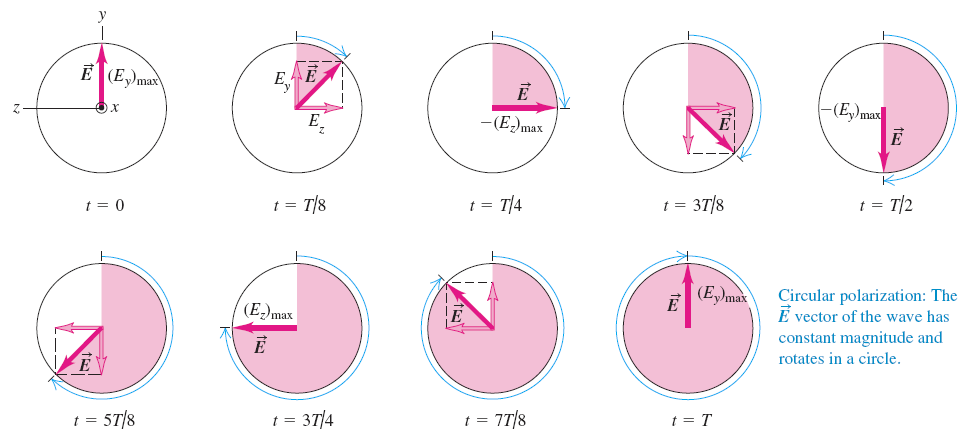 y
E⃗ (Ey)max
z x
t = 0
Ey E⃗
Ez
t = T/8
E⃗
−(Ez)max
t = T/4
E⃗
t = 3T/8
−(Ey)max
E⃗
t = T/2
E⃗
t = 5T/8
(Ez)max
E⃗
t = 3T/4
E⃗
t = 7T/8
E⃗ (Ey)max
t = T
Circular polarization: The
E⃗ vector of the wave has
constant magnitude and
rotates in a circle.